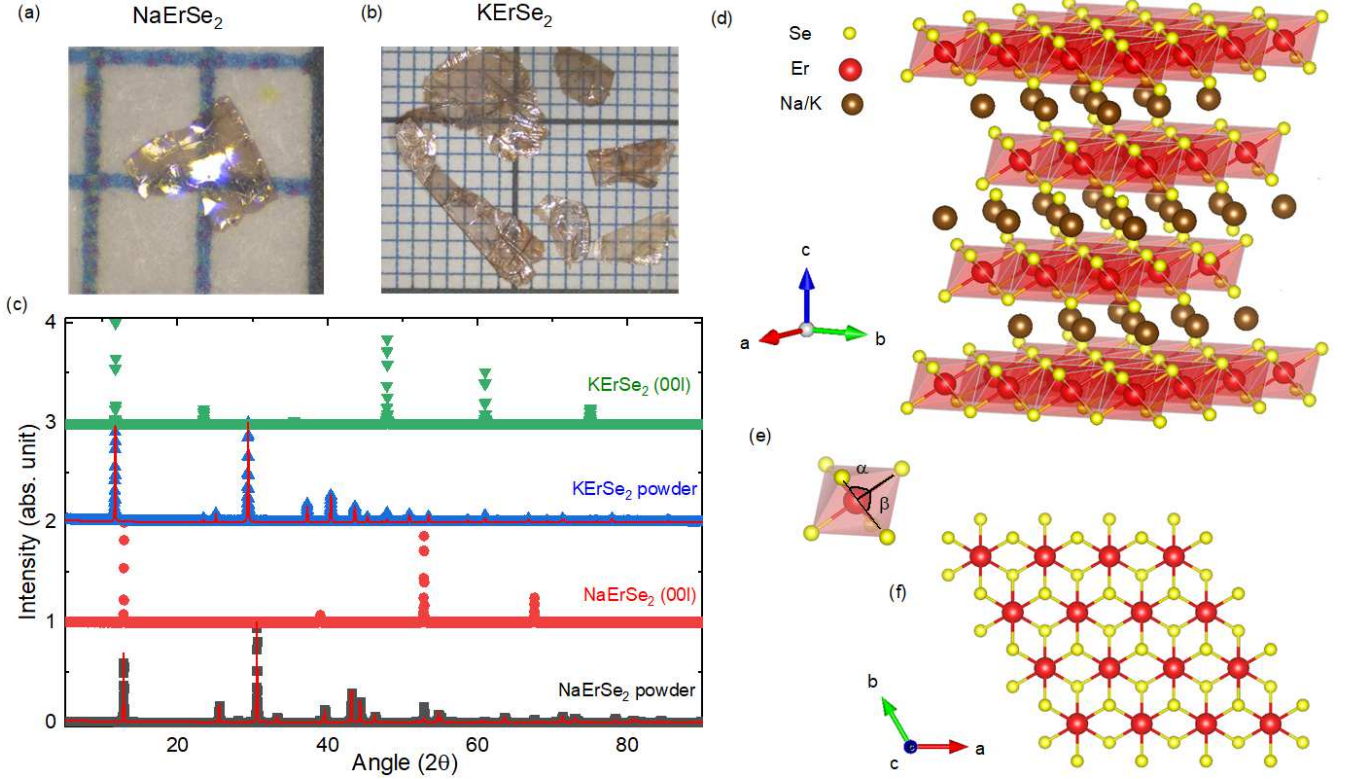 (a)
NaErSe₂
(b)
KErSe₂
(c)
4
3
2
1
0
Intensity (abs. unit)
KErSe₂ (00l)
KErSe₂ powder
NaErSe₂ (00l)
NaErSe₂ powder
20
40
60
80
Angle (2θ)
(d)
Se
Er
Na/K
c
a
b
(e)
α
β
(f)
b
c
a